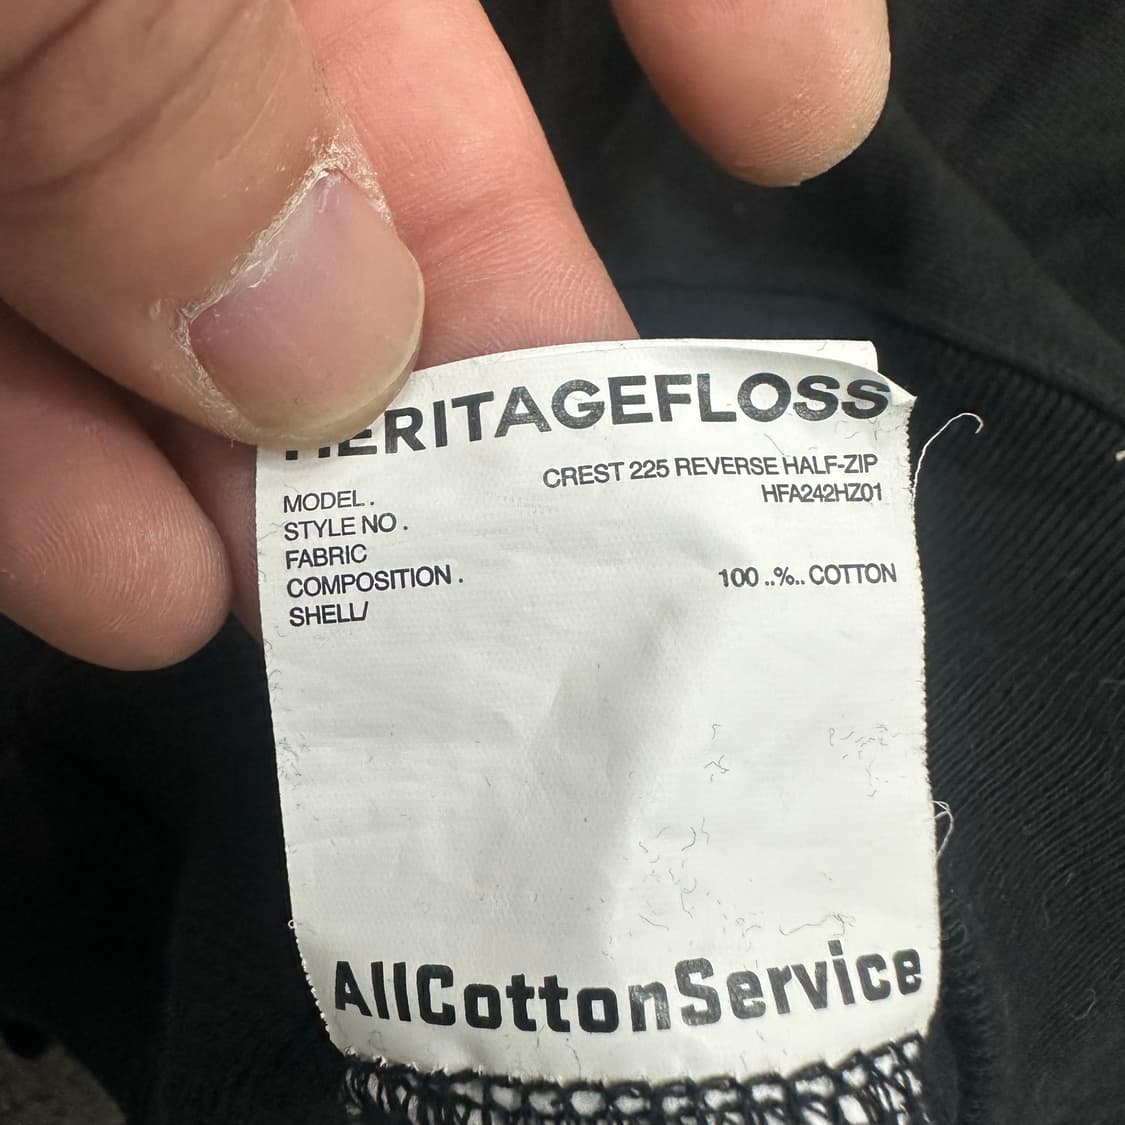 HERITAGEFLOSS
MODEL. CREST 225 REVERSE HALF-ZIP
STYLE NO. HFA242HZ01
FABRIC
COMPOSITION. 100 ..%.. COTTON
SHELL/
AllCottonService